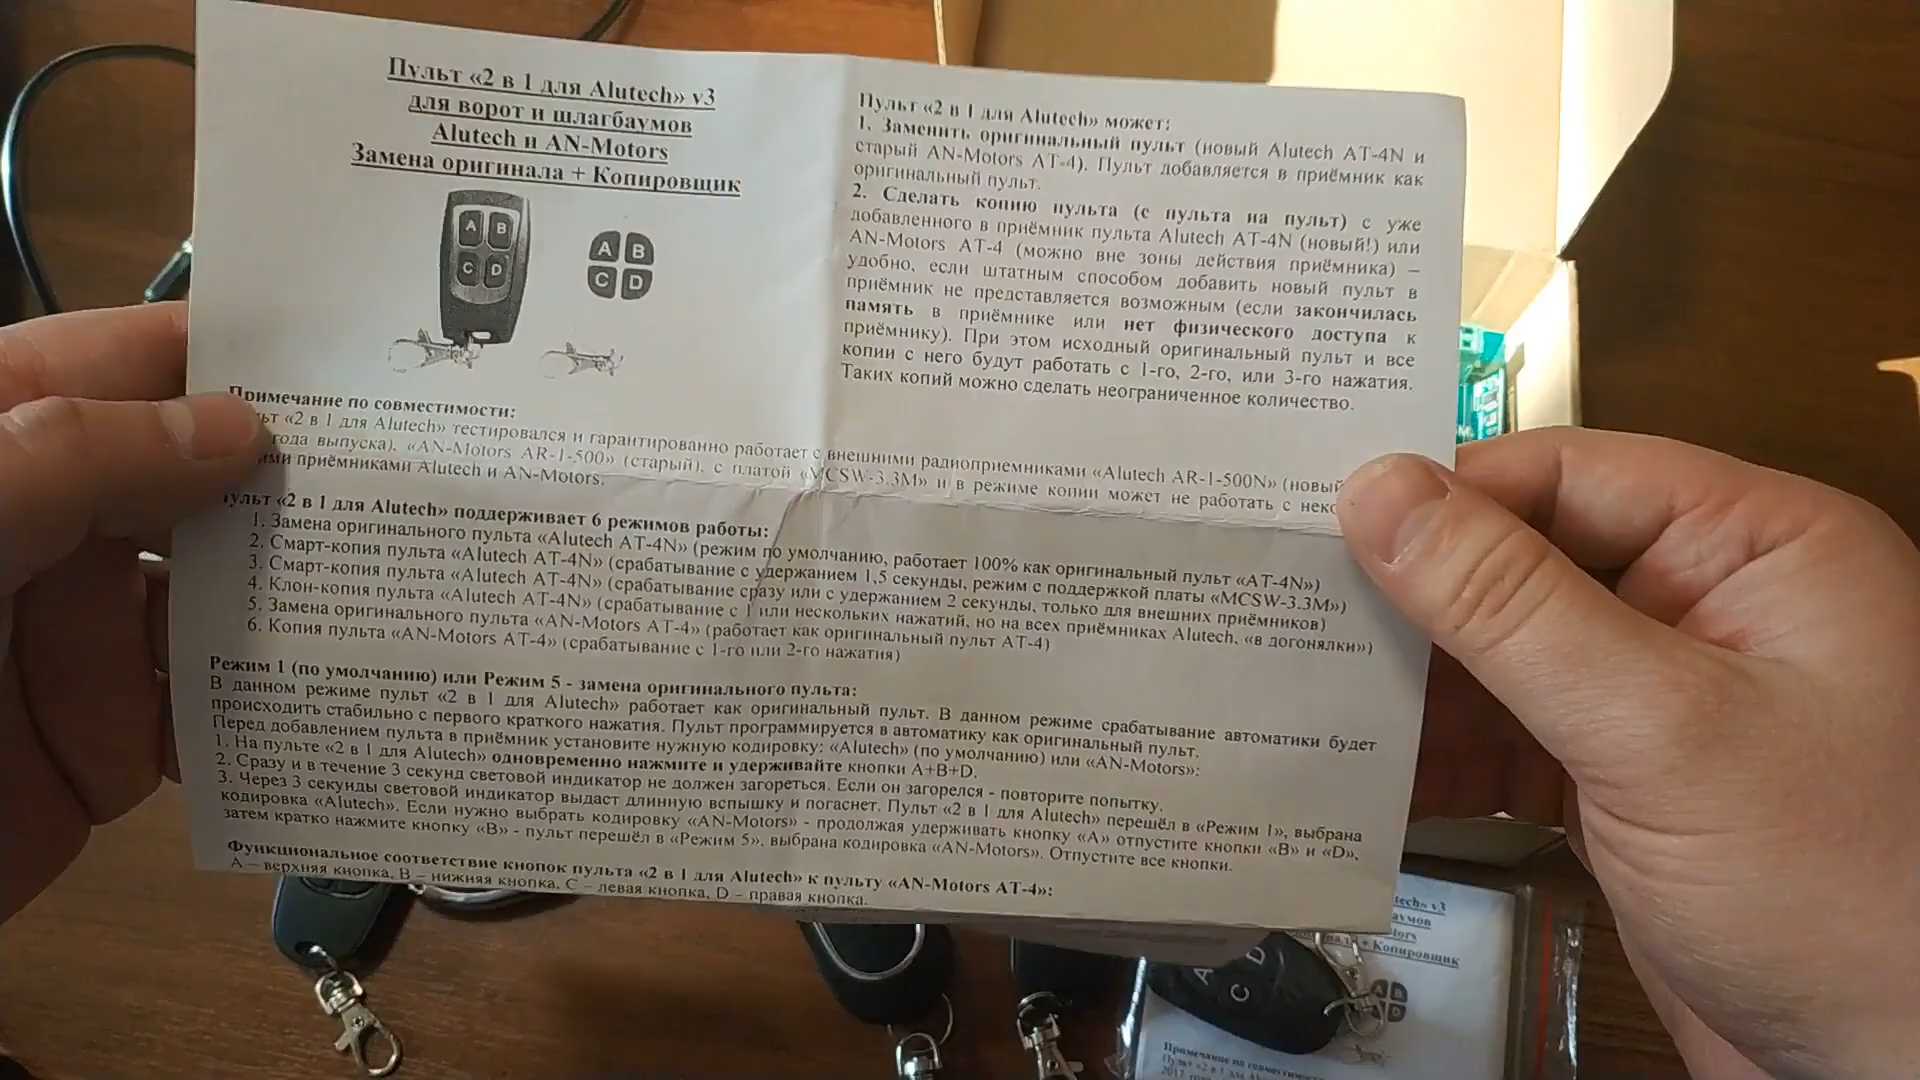 Пульт «2 в 1 для Alutech» v3
для ворот и шлагбаумов
Alutech и AN-Motors
Замена оригинала + Копировщик
A B
C D
A B
C D
Пульт «2 в 1 для Alutech» может:
1. Заменить оригинальный пульт (новый Alutech AT-4N и
старый AN-Motors AT-4). Пульт добавляется в приёмник как
оригинальный пульт.
2. Сделать копию пульта (с пульта на пульт) с уже
добавленного в приёмник пульта Alutech AT-4N (новый!) или
AN-Motors AT-4 (можно вне зоны действия приёмника) –
удобно, если штатным способом добавить новый пульт в
приёмник не представляется возможным (если закончилась
память в приёмнике или нет физического доступа к
приёмнику). При этом исходный оригинальный пульт и все
копии с него будут работать с 1-го, 2-го, или 3-го нажатия.
Таких копий можно сделать неограниченное количество.
Примечание по совместимости:
«2 в 1 для Alutech» тестировался и гарантированно работает с внешними радиоприемниками «Alutech AR-1-500N» (новый
года выпуска), «AN-Motors AR-1-500» (старый), с платой «MCSW-3.3M» и в режиме копии может не работать с
приёмниками Alutech и AN-Motors.
Пульт «2 в 1 для Alutech» поддерживает 6 режимов работы:
1. Замена оригинального пульта «Alutech AT-4N» (режим по умолчанию, работает 100% как оригинальный пульт «AT-4N»)
2. Смарт-копия пульта «Alutech AT-4N» (срабатывание с удержанием 1,5 секунды, режим с поддержкой платы «MCSW-3.3M»)
3. Смарт-копия пульта «Alutech AT-4N» (срабатывание сразу или с удержанием 2 секунды, только для внешних приёмников)
4. Клон-копия пульта «Alutech AT-4N» (срабатывание с 1 или нескольких нажатий, но на всех приёмниках Alutech, «в догонялки»)
5. Замена оригинального пульта «AN-Motors AT-4» (работает как оригинальный пульт AT-4)
6. Копия пульта «AN-Motors AT-4» (срабатывание с 1-го или 2-го нажатия)
Режим 1 (по умолчанию) или Режим 5 - замена оригинального пульта:
В данном режиме пульт «2 в 1 для Alutech» работает как оригинальный пульт. В данном режиме срабатывание автоматики будет
происходить стабильно с первого краткого нажатия. Пульт программируется в автоматику как оригинальный пульт.
Перед добавлением пульта в приёмник установите нужную кодировку: «Alutech» (по умолчанию) или «AN-Motors»:
1. На пульте «2 в 1 для Alutech» одновременно нажмите и удерживайте кнопки A+B+D.
2. Сразу и в течение 3 секунд световой индикатор не должен загореться. Если он загорелся - повторите попытку.
3. Через 3 секунды световой индикатор выдаст длинную вспышку и погаснет. Пульт «2 в 1 для Alutech» перешёл в «Режим 1», выбрана
кодировка «Alutech». Если нужно выбрать кодировку «AN-Motors» - продолжая удерживать кнопку «A» отпустите кнопки «B» и «D»,
затем кратко нажмите кнопку «B» - пульт перешёл в «Режим 5», выбрана кодировка «AN-Motors». Отпустите все кнопки.
Функциональное соответствие кнопок пульта «2 в 1 для Alutech» к пульту «AN-Motors AT-4»:
A – верхняя кнопка, B – нижняя кнопка, C – левая кнопка, D – правая кнопка.
A D
C
v3
+ Копировщик
A B
D
Примечание по
Пульт «2 в 1 для